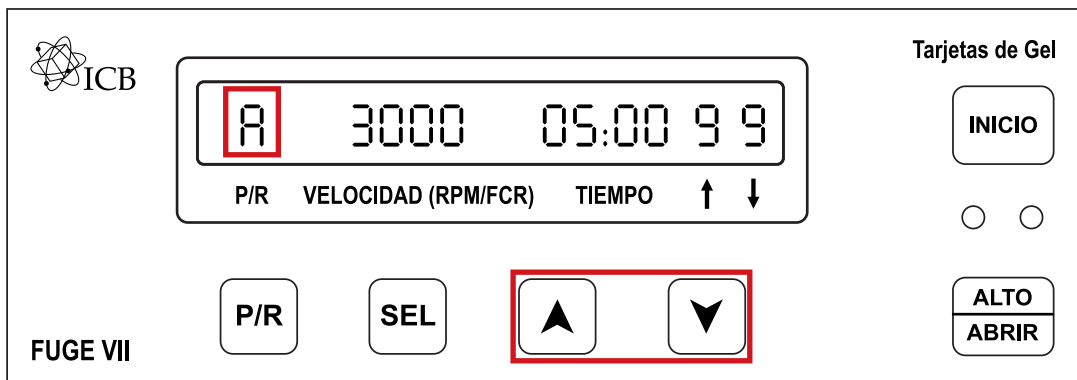 ICB
Tarjetas de Gel
A 3000 05:00 9 9
P/R VELOCIDAD (RPM/FCR) TIEMPO ↑ ↓
INICIO
P/R SEL
ALTO
ABRIR
FUGE VII